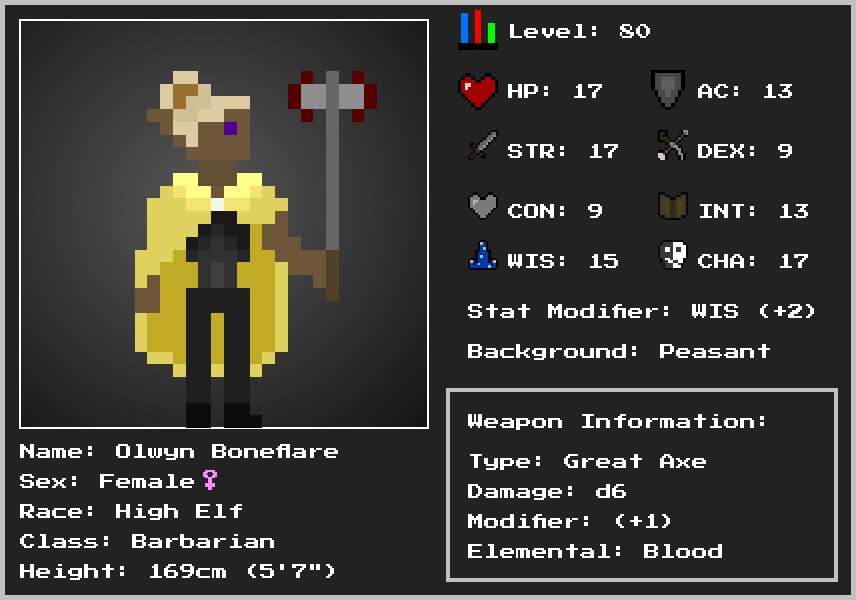 Level: 80
HP: 17
AC: 13
STR: 17
DEX: 9
CON: 9
INT: 13
WIS: 15
CHA: 17
Stat Modifier: WIS (+2)
Background: Peasant
Weapon Information:
Type: Great Axe
Damage: d6
Modifier: (+1)
Elemental: Blood
Name: Olwyn Boneflare
Sex: Female♀
Race: High Elf
Class: Barbarian
Height: 169cm (5'7")